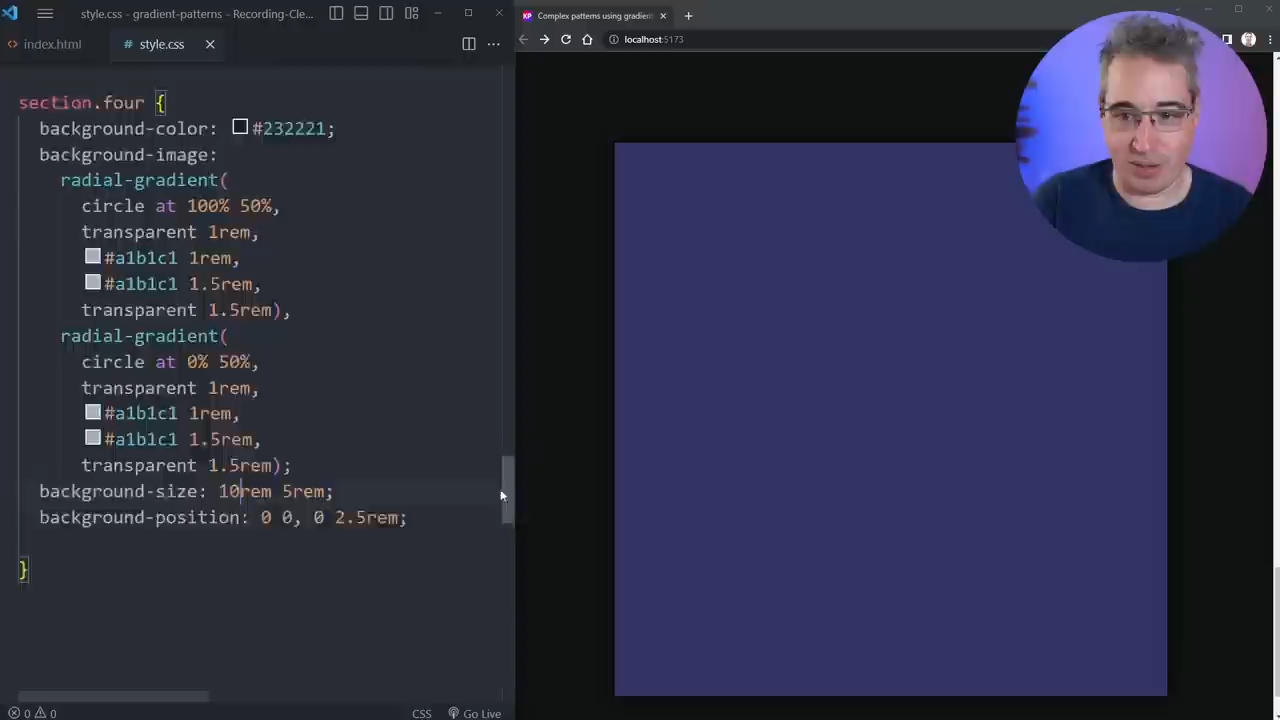 style.css - gradient-patterns - Recording-Cle...
index.html
# style.css
section.four {
background-color: #232221;
background-image:
radial-gradient(
circle at 100% 50%,
transparent 1rem,
#a1b1c1 1rem,
#a1b1c1 1.5rem,
transparent 1.5rem),
radial-gradient(
circle at 0% 50%,
transparent 1rem,
#a1b1c1 1rem,
#a1b1c1 1.5rem,
transparent 1.5rem);
background-size: 10rem 5rem;
background-position: 0 0, 0 2.5rem;
}
0 0
CSS
Go Live
KP Complex patterns using gradient
localhost:5173